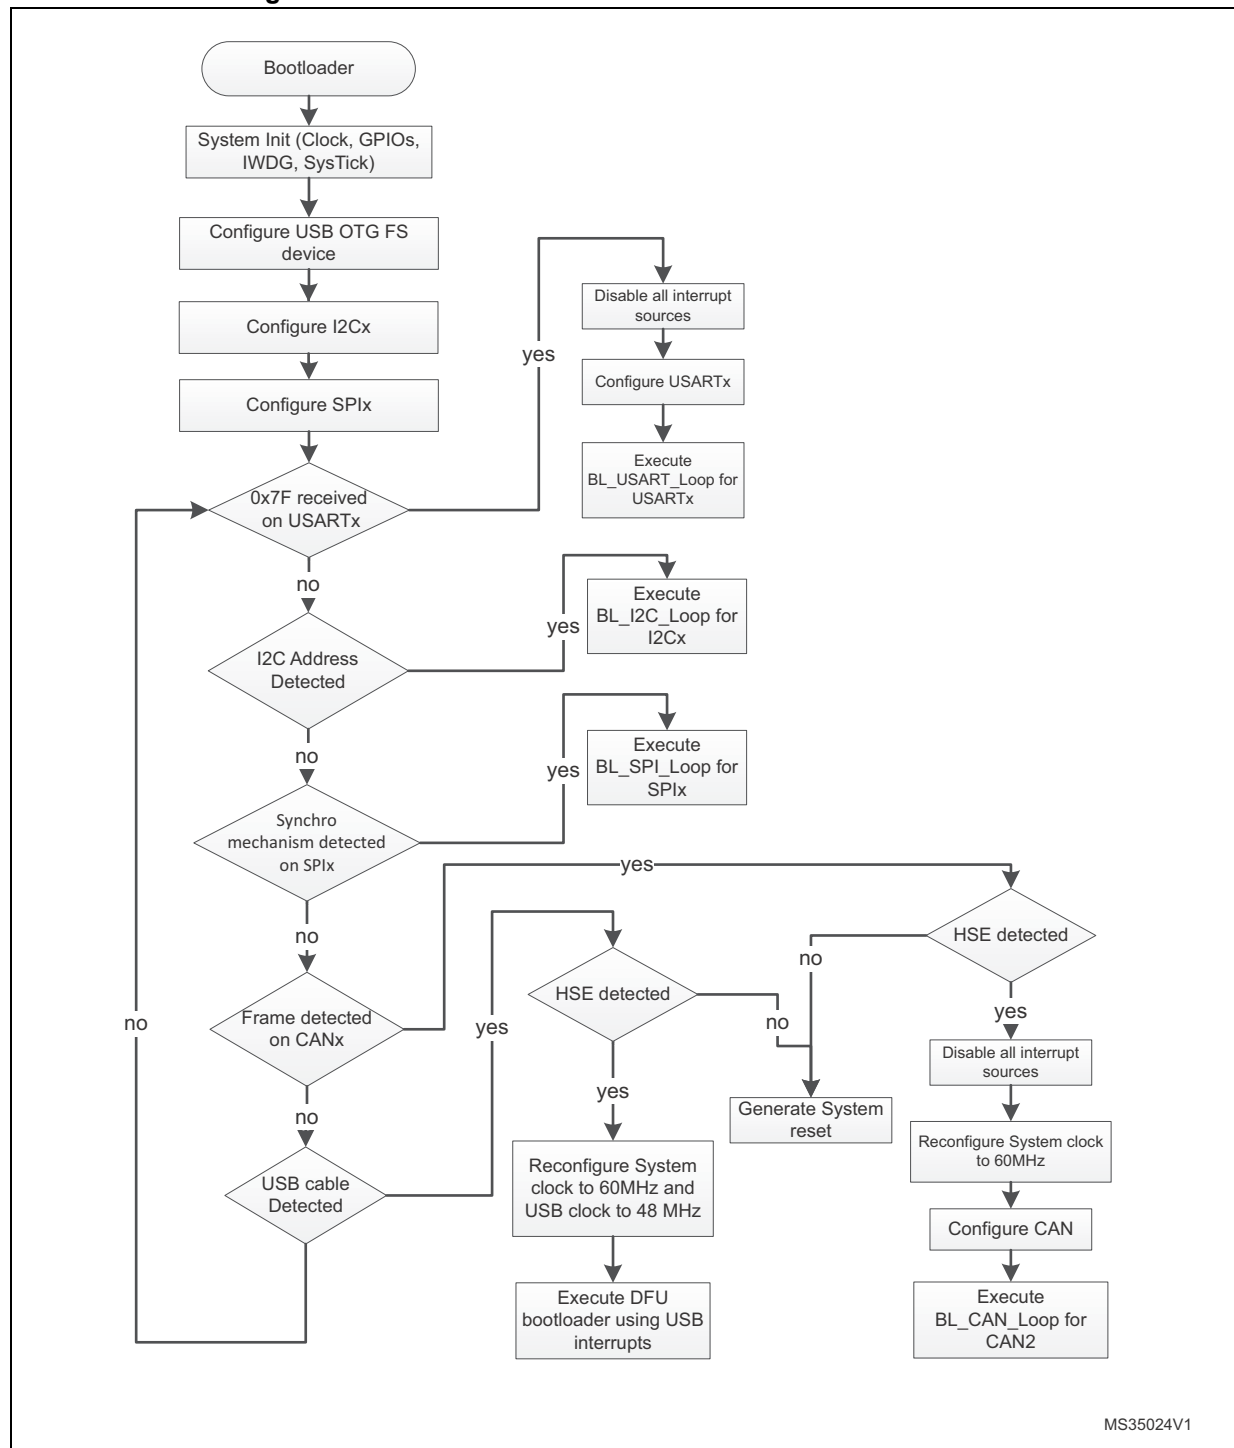 Bootloader
System Init (Clock, GPIOs,
IWDG, SysTick)
Configure USB OTG FS
device
Configure I2Cx
Configure SPIx
0x7F received
on USARTx
yes
Disable all interrupt
sources
Configure USARTx
Execute
BL_USART_Loop for
USARTx
no
I2C Address
Detected
yes
Execute
BL_I2C_Loop for
I2Cx
no
Synchro
mechanism detected
on SPIx
yes
Execute
BL_SPI_Loop for
SPIx
no
Frame detected
on CANx
yes
HSE detected
no
yes
Disable all interrupt
sources
Reconfigure System clock
to 60MHz
Configure CAN
Execute
BL_CAN_Loop for
CAN2
no
USB cable
Detected
yes
HSE detected
no
Generate System
reset
yes
Reconfigure System
clock to 60MHz and
USB clock to 48 MHz
Execute DFU
bootloader using USB
interrupts
no
MS35024V1